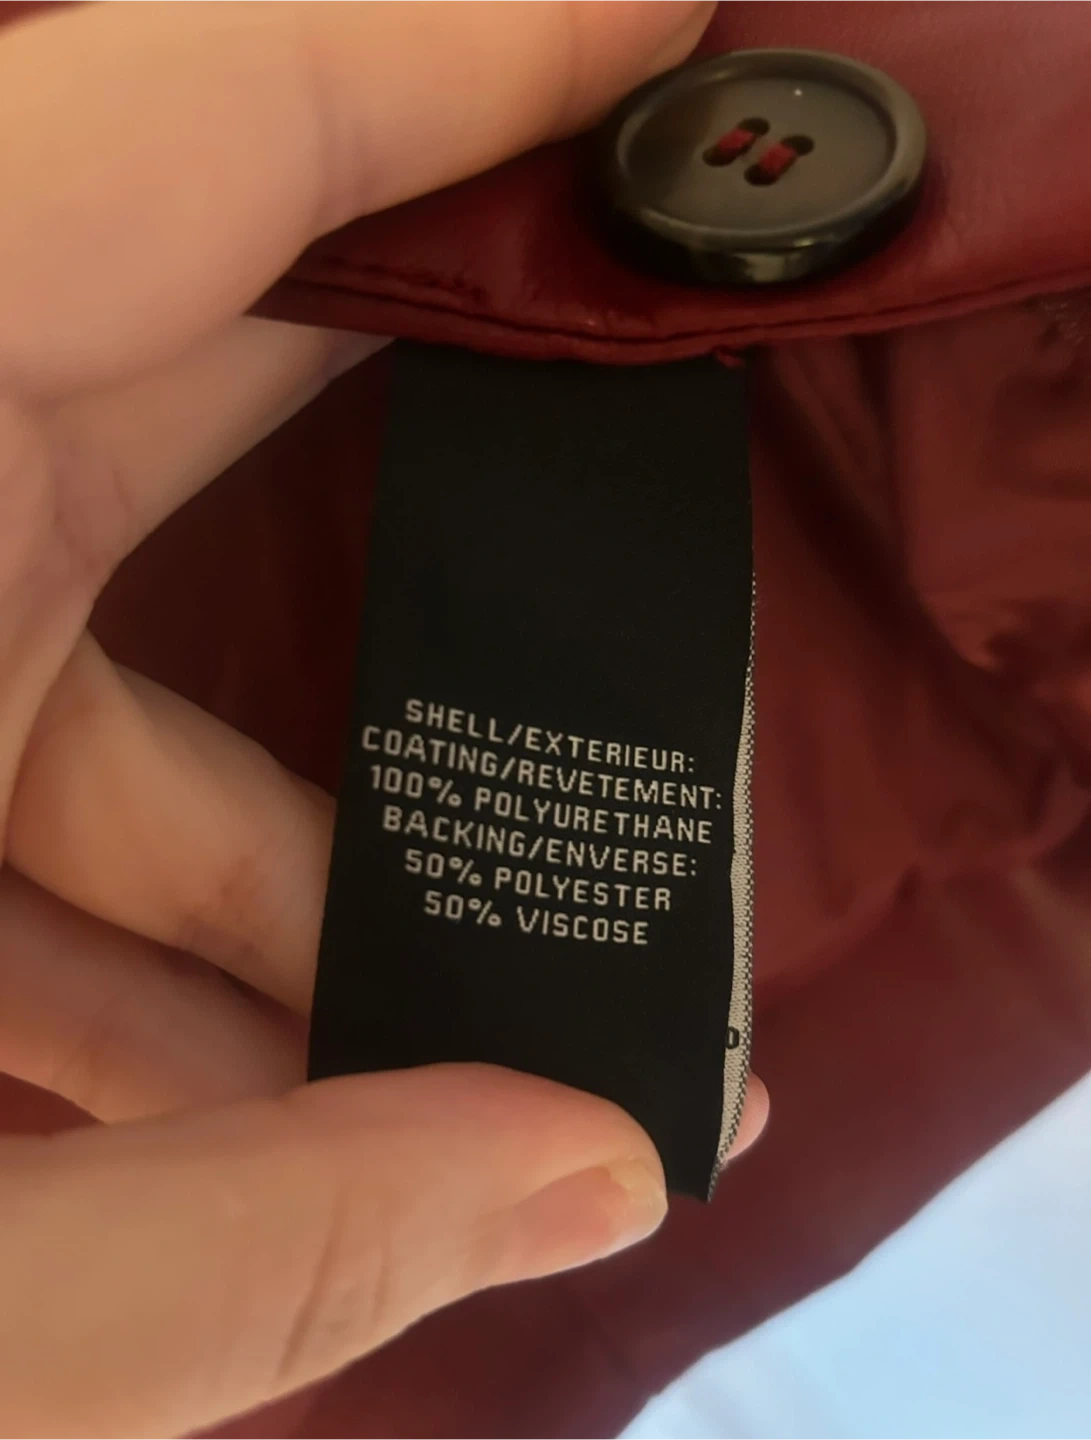 SHELL/EXTERIEUR:
COATING/REVETEMENT:
100% POLYURETHANE
BACKING/ENVERSE:
50% POLYESTER
50% VISCOSE